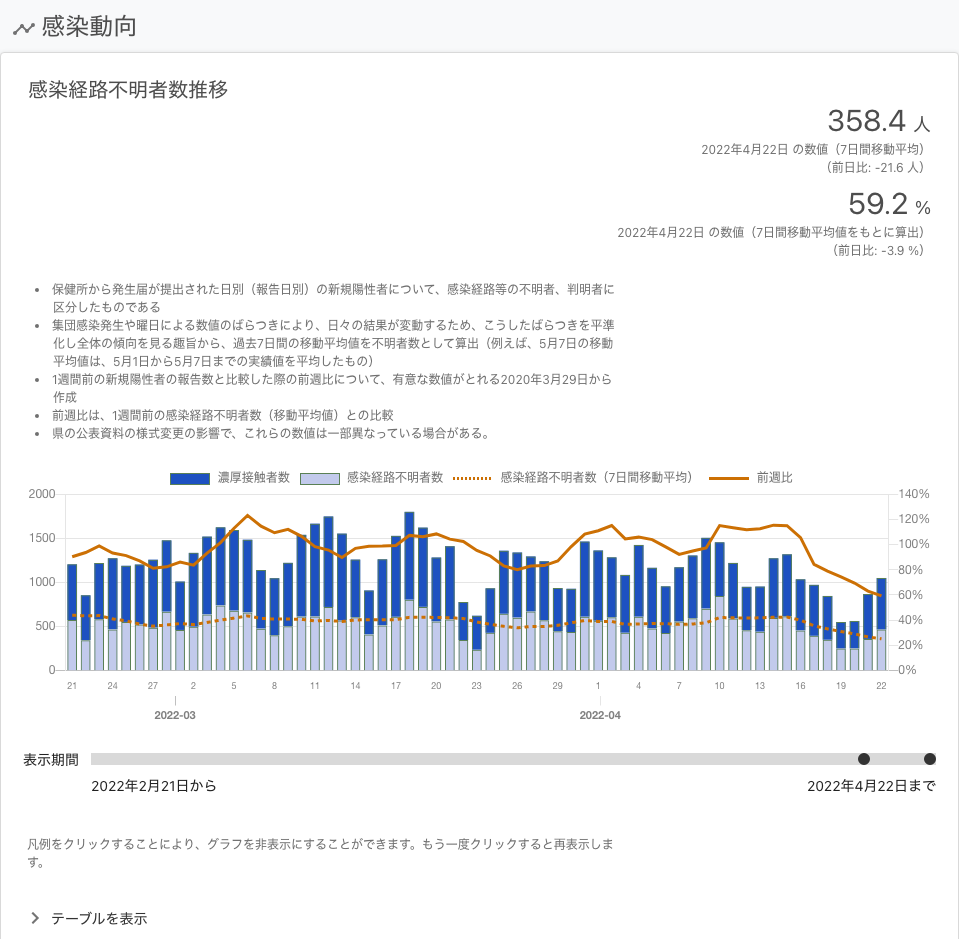 感染動向
感染経路不明者数推移
358.4 人
2022年4月22日 の数値（7日間移動平均）
（前日比: -21.6 人）
59.2 %
2022年4月22日 の数値（7日間移動平均値をもとに算出）
（前日比: -3.9 %）
• 保健所から発生届が提出された日別（報告日別）の新規陽性者について、感染経路等の不明者、判明者に
区分したものである
• 集団感染発生や曜日による数値のばらつきにより、日々の結果が変動するため、こうしたばらつきを平準
化し全体の傾向を見る趣旨から、過去7日間の移動平均値を不明者数として算出（例えば、5月7日の移動
平均値は、5月1日から5月7日までの実績値を平均したもの）
• 1週間前の新規陽性者の報告数と比較した際の前週比について、有意な数値がとれる2020年3月29日から
作成
• 前週比は、1週間前の感染経路不明者数（移動平均値）との比較
• 県の公表資料の様式変更の影響で、これらの数値は一部異なっている場合がある。
濃厚接触者数 感染経路不明者数 感染経路不明者数（7日間移動平均） 前週比
2000 140%
120%
1500
100%
1000 80%
60%
500 40%
20%
0 0%
21 24 27 2 5 8 11 14 17 20 23 26 29 1 4 7 10 13 16 19 22
2022-03 2022-04
表示期間
2022年2月21日から 2022年4月22日まで
凡例をクリックすることにより、グラフを非表示にすることができます。もう一度クリックすると再表示しま
す。
テーブルを表示